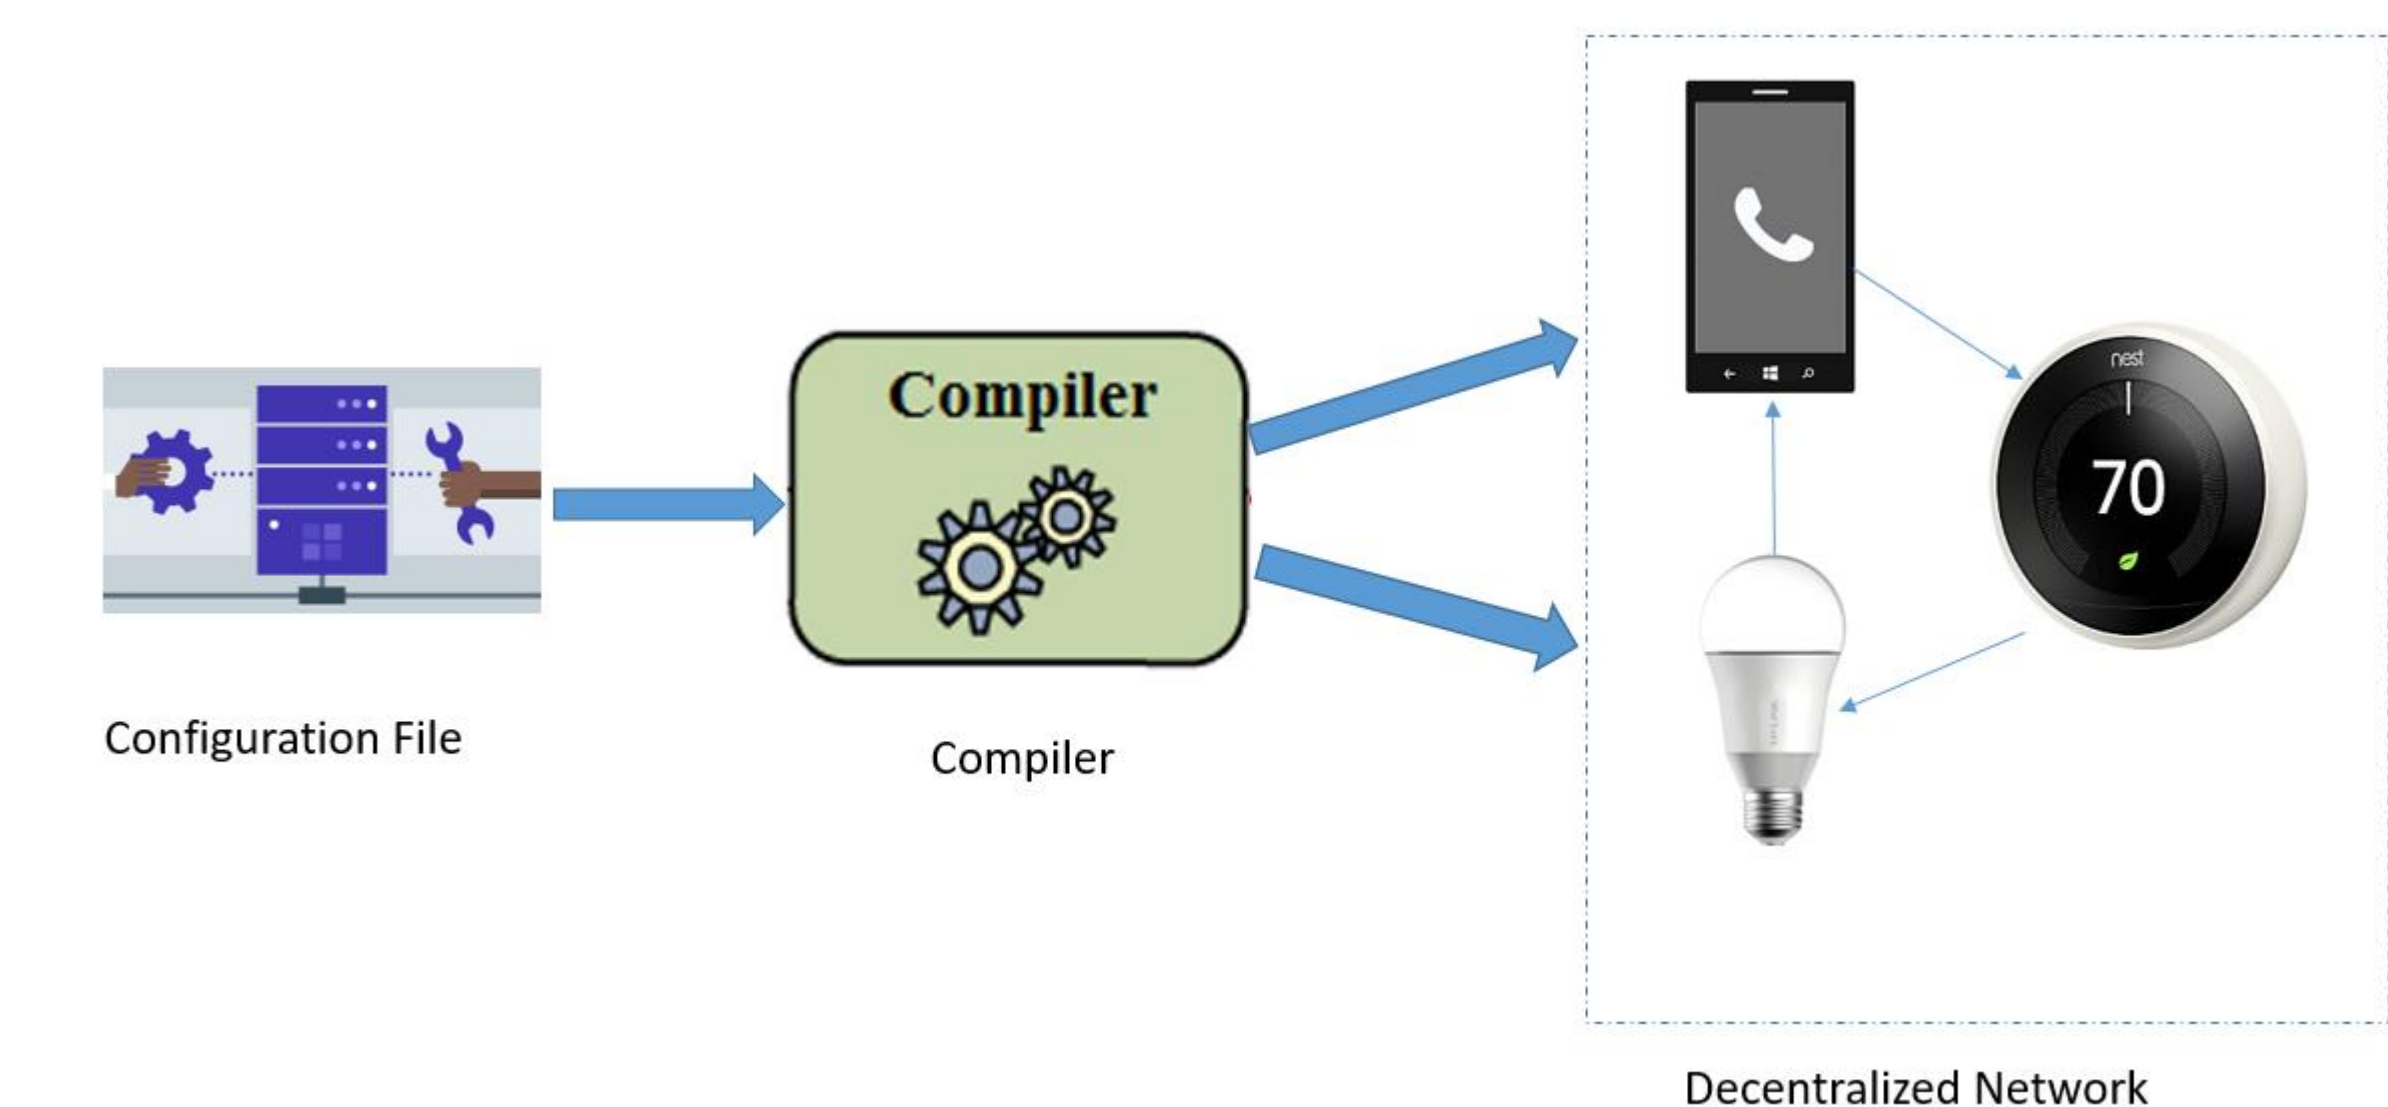 Compiler
nest
70
Configuration File
Compiler
Decentralized Network